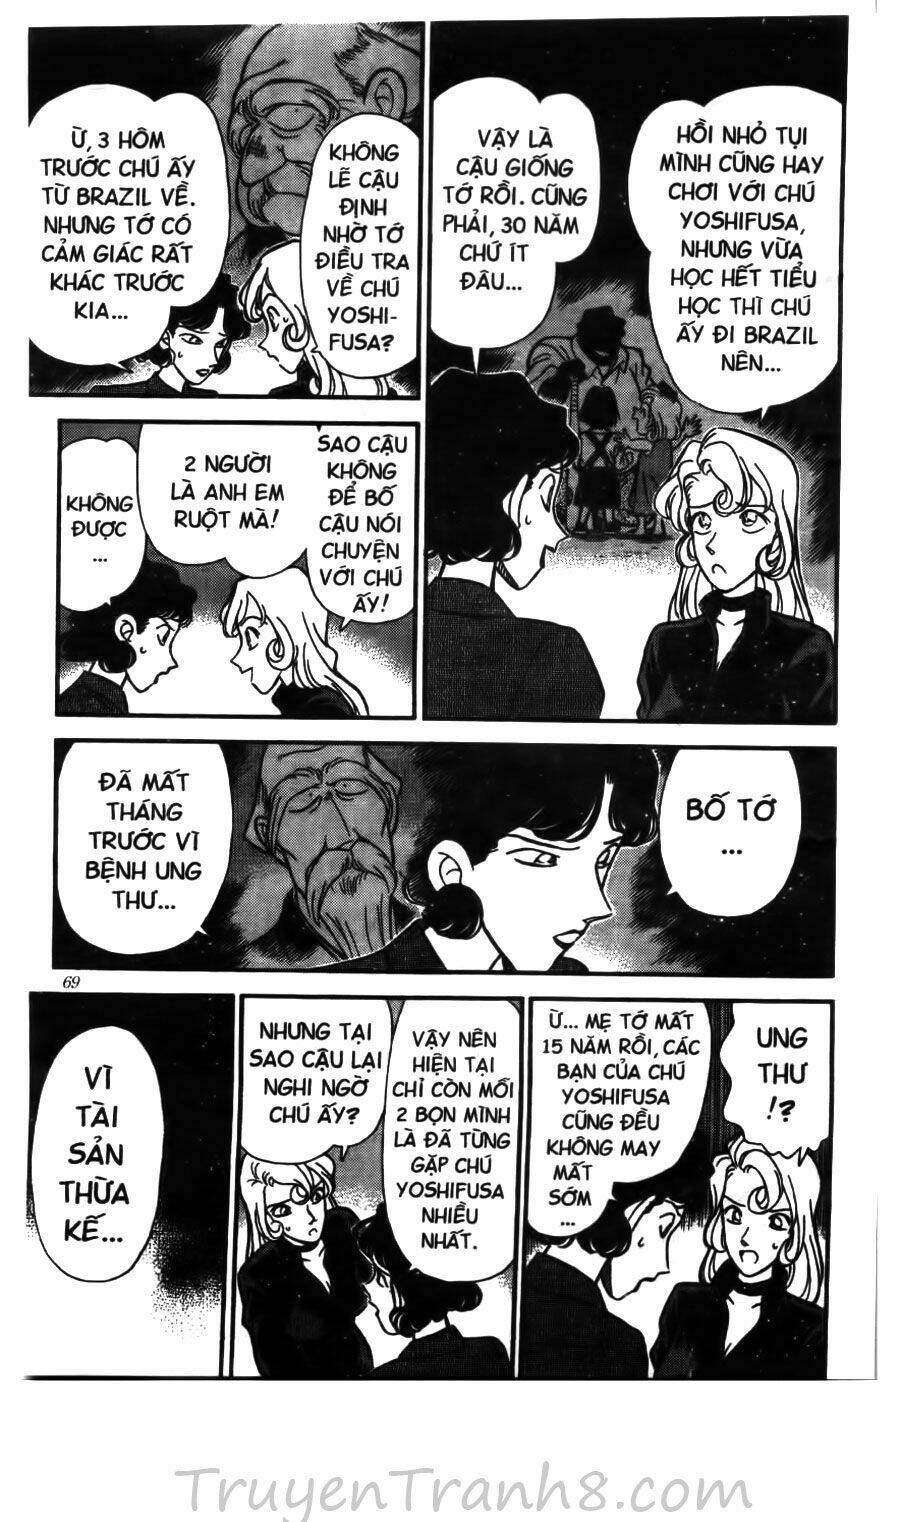 HỒI NHỎ TỤI
MÌNH CŨNG HAY
CHƠI VỚI CHÚ
YOSHIFUSA,
NHƯNG VỪA
HỌC HẾT TIỂU
HỌC THÌ CHÚ
ẤY ĐI BRAZIL
NÊN...
VẬY LÀ
CẬU GIỐNG
TỚ RỒI. CŨNG
PHẢI, 30 NĂM
CHỨ ÍT
ĐÂU...
KHÔNG
LẼ CẬU
ĐỊNH
NHỜ TỚ
ĐIỀU TRA
VỀ CHÚ
YOSHI-
FUSA?
Ừ, 3 HÔM
TRƯỚC CHÚ ẤY
TỪ BRAZIL VỀ.
NHƯNG TỚ CÓ
CẢM GIÁC RẤT
KHÁC TRƯỚC
KIA...
SAO CẬU
KHÔNG
ĐỂ BỐ
CẬU NÓI
CHUYỆN
VỚI CHÚ
ẤY!
2 NGƯỜI
LÀ ANH EM
RUỘT MÀ!
KHÔNG
ĐƯỢC
...
BỐ TỚ
...
ĐÃ MẤT
THÁNG
TRƯỚC VÌ
BỆNH UNG
THƯ...
69
UNG
THƯ
!?
Ừ... MẸ TỚ MẤT
15 NĂM RỒI, CÁC
BẠN CỦA CHÚ
YOSHIFUSA
CŨNG ĐỀU
KHÔNG MAY
MẤT
SỚM
...
VẬY NÊN
HIỆN TẠI
CHỈ CÒN MỖI
2 BỌN MÌNH
LÀ ĐÃ TỪNG
GẶP CHÚ
YOSHIFUSA
NHIỀU
NHẤT.
NHƯNG TẠI
SAO CẬU LẠI
NGHI NGỜ
CHÚ ẤY?
VÌ
TÀI
SẢN
THỪA
KẾ...
TruyenTranh8.com